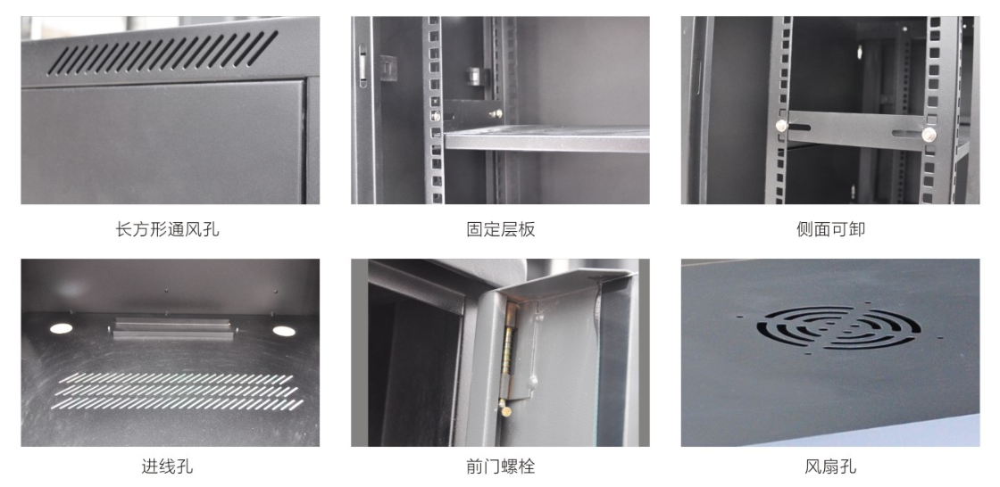 长方形通风孔
固定层板
侧面可卸
进线孔
前门螺栓
风扇孔